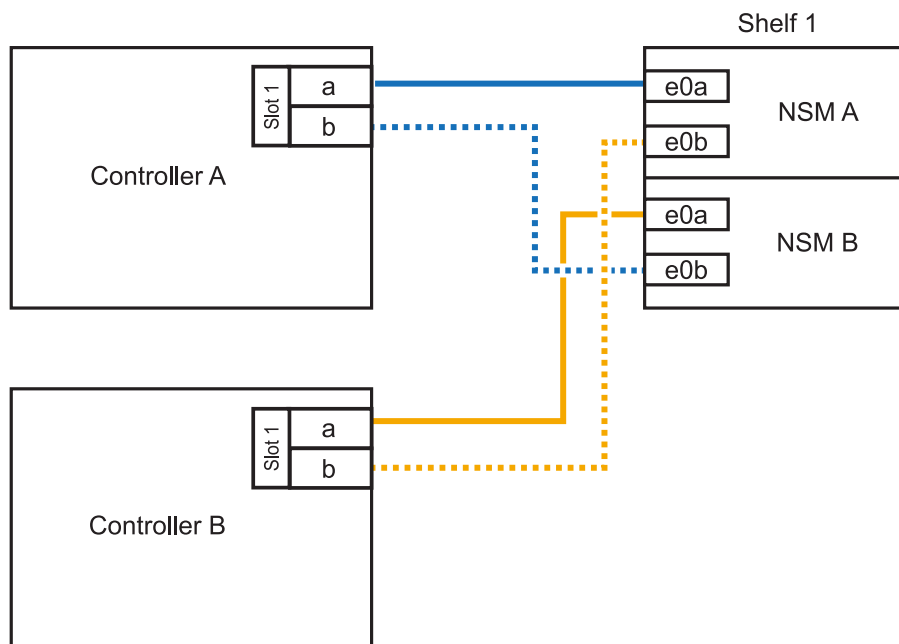 Shelf 1
Slot 1
a
b
Controller A
e0a
e0b
NSM A
e0a
e0b
NSM B
Slot 1
a
b
Controller B